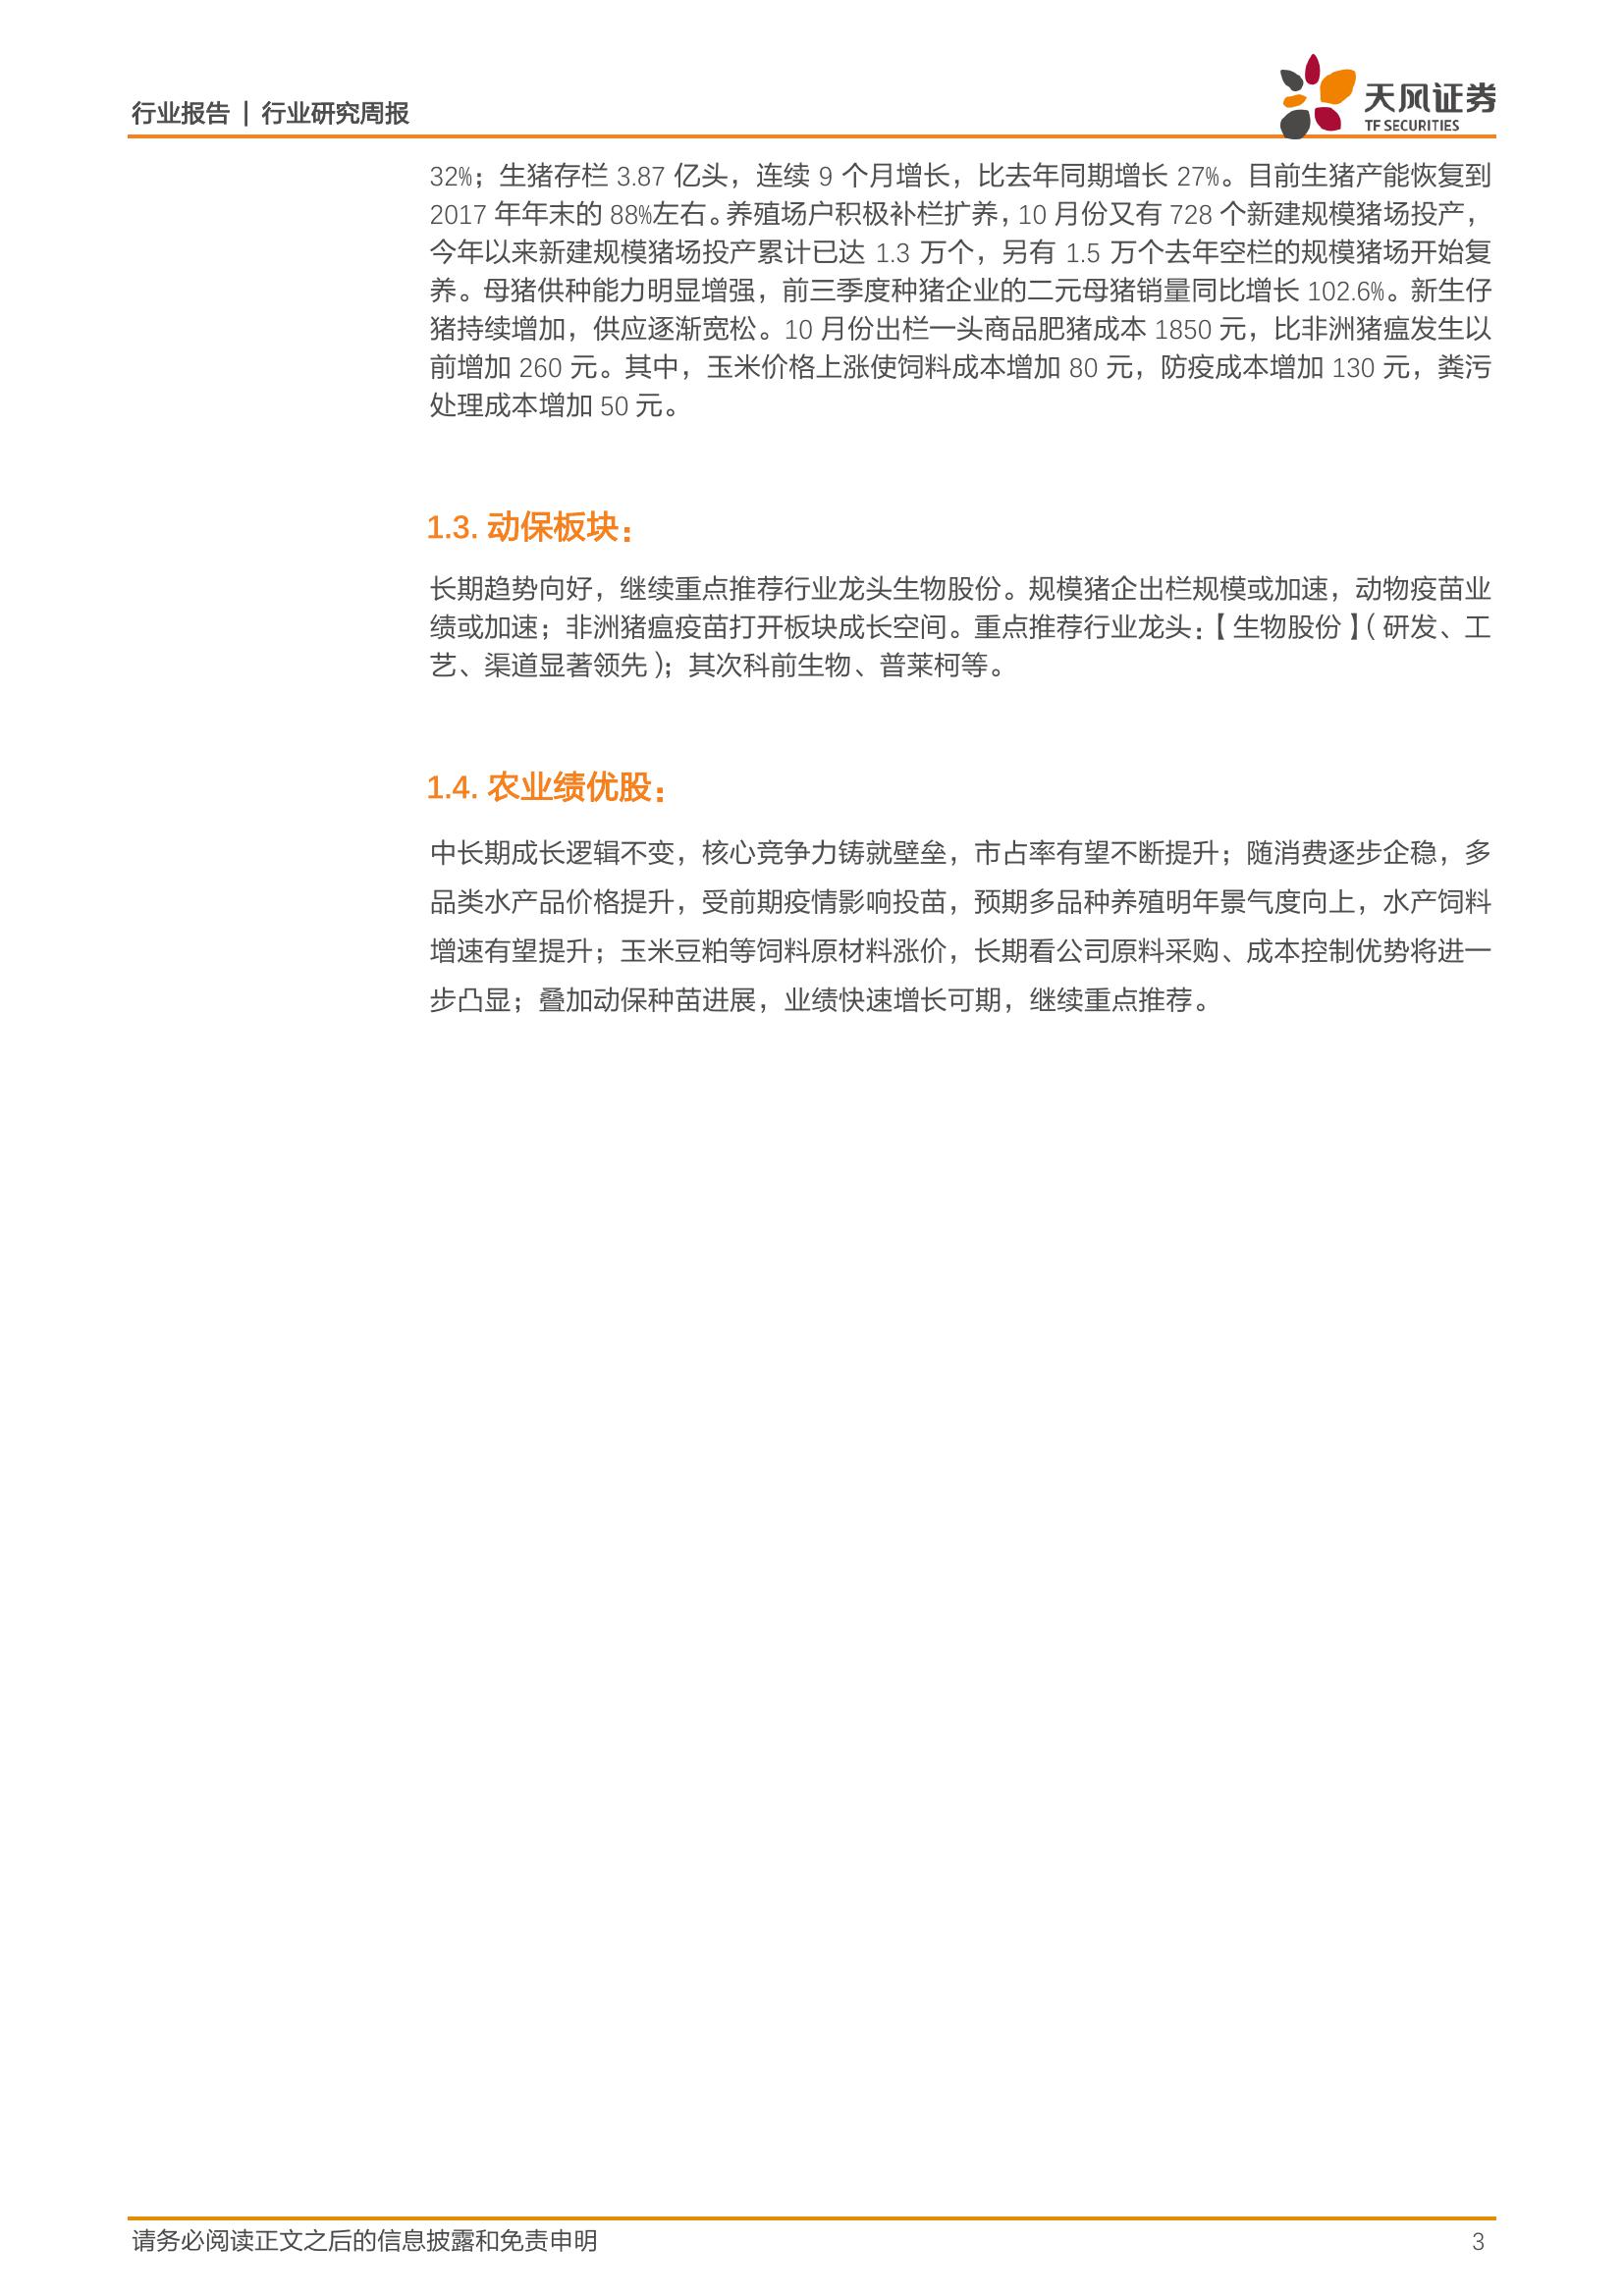 行业报告 | 行业研究周报
天风证券
TF SECURITIES
32%；生猪存栏 3.87 亿头，连续 9 个月增长，比去年同期增长 27%。目前生猪产能恢复到
2017 年年末的 88%左右。养殖场户积极补栏扩养，10 月份又有 728 个新建规模猪场投产，
今年以来新建规模猪场投产累计已达 1.3 万个，另有 1.5 万个去年空栏的规模猪场开始复
养。母猪供种能力明显增强，前三季度种猪企业的二元母猪销量同比增长 102.6%。新生仔
猪持续增加，供应逐渐宽松。10 月份出栏一头商品肥猪成本 1850 元，比非洲猪瘟发生以
前增加 260 元。其中，玉米价格上涨使饲料成本增加 80 元，防疫成本增加 130 元，粪污
处理成本增加 50 元。
1.3. 动保板块：
长期趋势向好，继续重点推荐行业龙头生物股份。规模猪企出栏规模或加速，动物疫苗业
绩或加速；非洲猪瘟疫苗打开板块成长空间。重点推荐行业龙头：【生物股份】（研发、工
艺、渠道显著领先）；其次科前生物、普莱柯等。
1.4. 农业绩优股：
中长期成长逻辑不变，核心竞争力铸就壁垒，市占率有望不断提升；随消费逐步企稳，多
品类水产品价格提升，受前期疫情影响投苗，预期多品种养殖明年景气度向上，水产饲料
增速有望提升；玉米豆粕等饲料原材料涨价，长期看公司原料采购、成本控制优势将进一
步凸显；叠加动保种苗进展，业绩快速增长可期，继续重点推荐。
请务必阅读正文之后的信息披露和免责申明
3